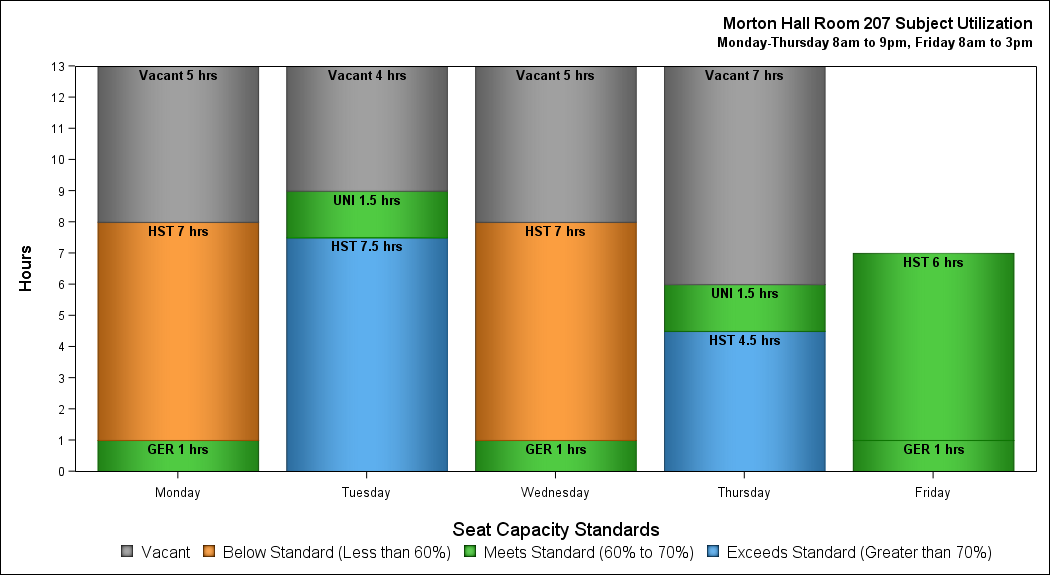 Morton Hall Room 207 Subject Utilization
Monday-Thursday 8am to 9pm, Friday 8am to 3pm
Hours
13
12
11
10
9
8
7
6
5
4
3
2
1
0
Vacant 5 hrs
HST 7 hrs
GER 1 hrs
Vacant 4 hrs
UNI 1.5 hrs
HST 7.5 hrs
Vacant 5 hrs
HST 7 hrs
GER 1 hrs
Vacant 7 hrs
UNI 1.5 hrs
HST 4.5 hrs
HST 6 hrs
GER 1 hrs
Monday Tuesday Wednesday Thursday Friday
Seat Capacity Standards
Vacant Below Standard (Less than 60%) Meets Standard (60% to 70%) Exceeds Standard (Greater than 70%)